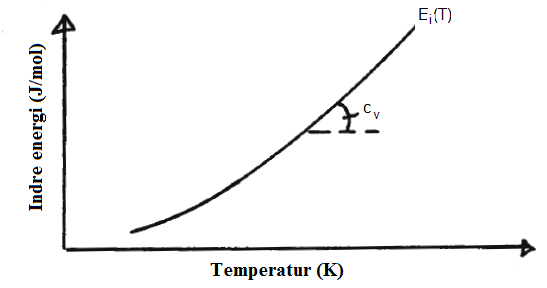 Eᵢ(T)
cᵥ
Indre energi (J/mol)
Temperatur (K)